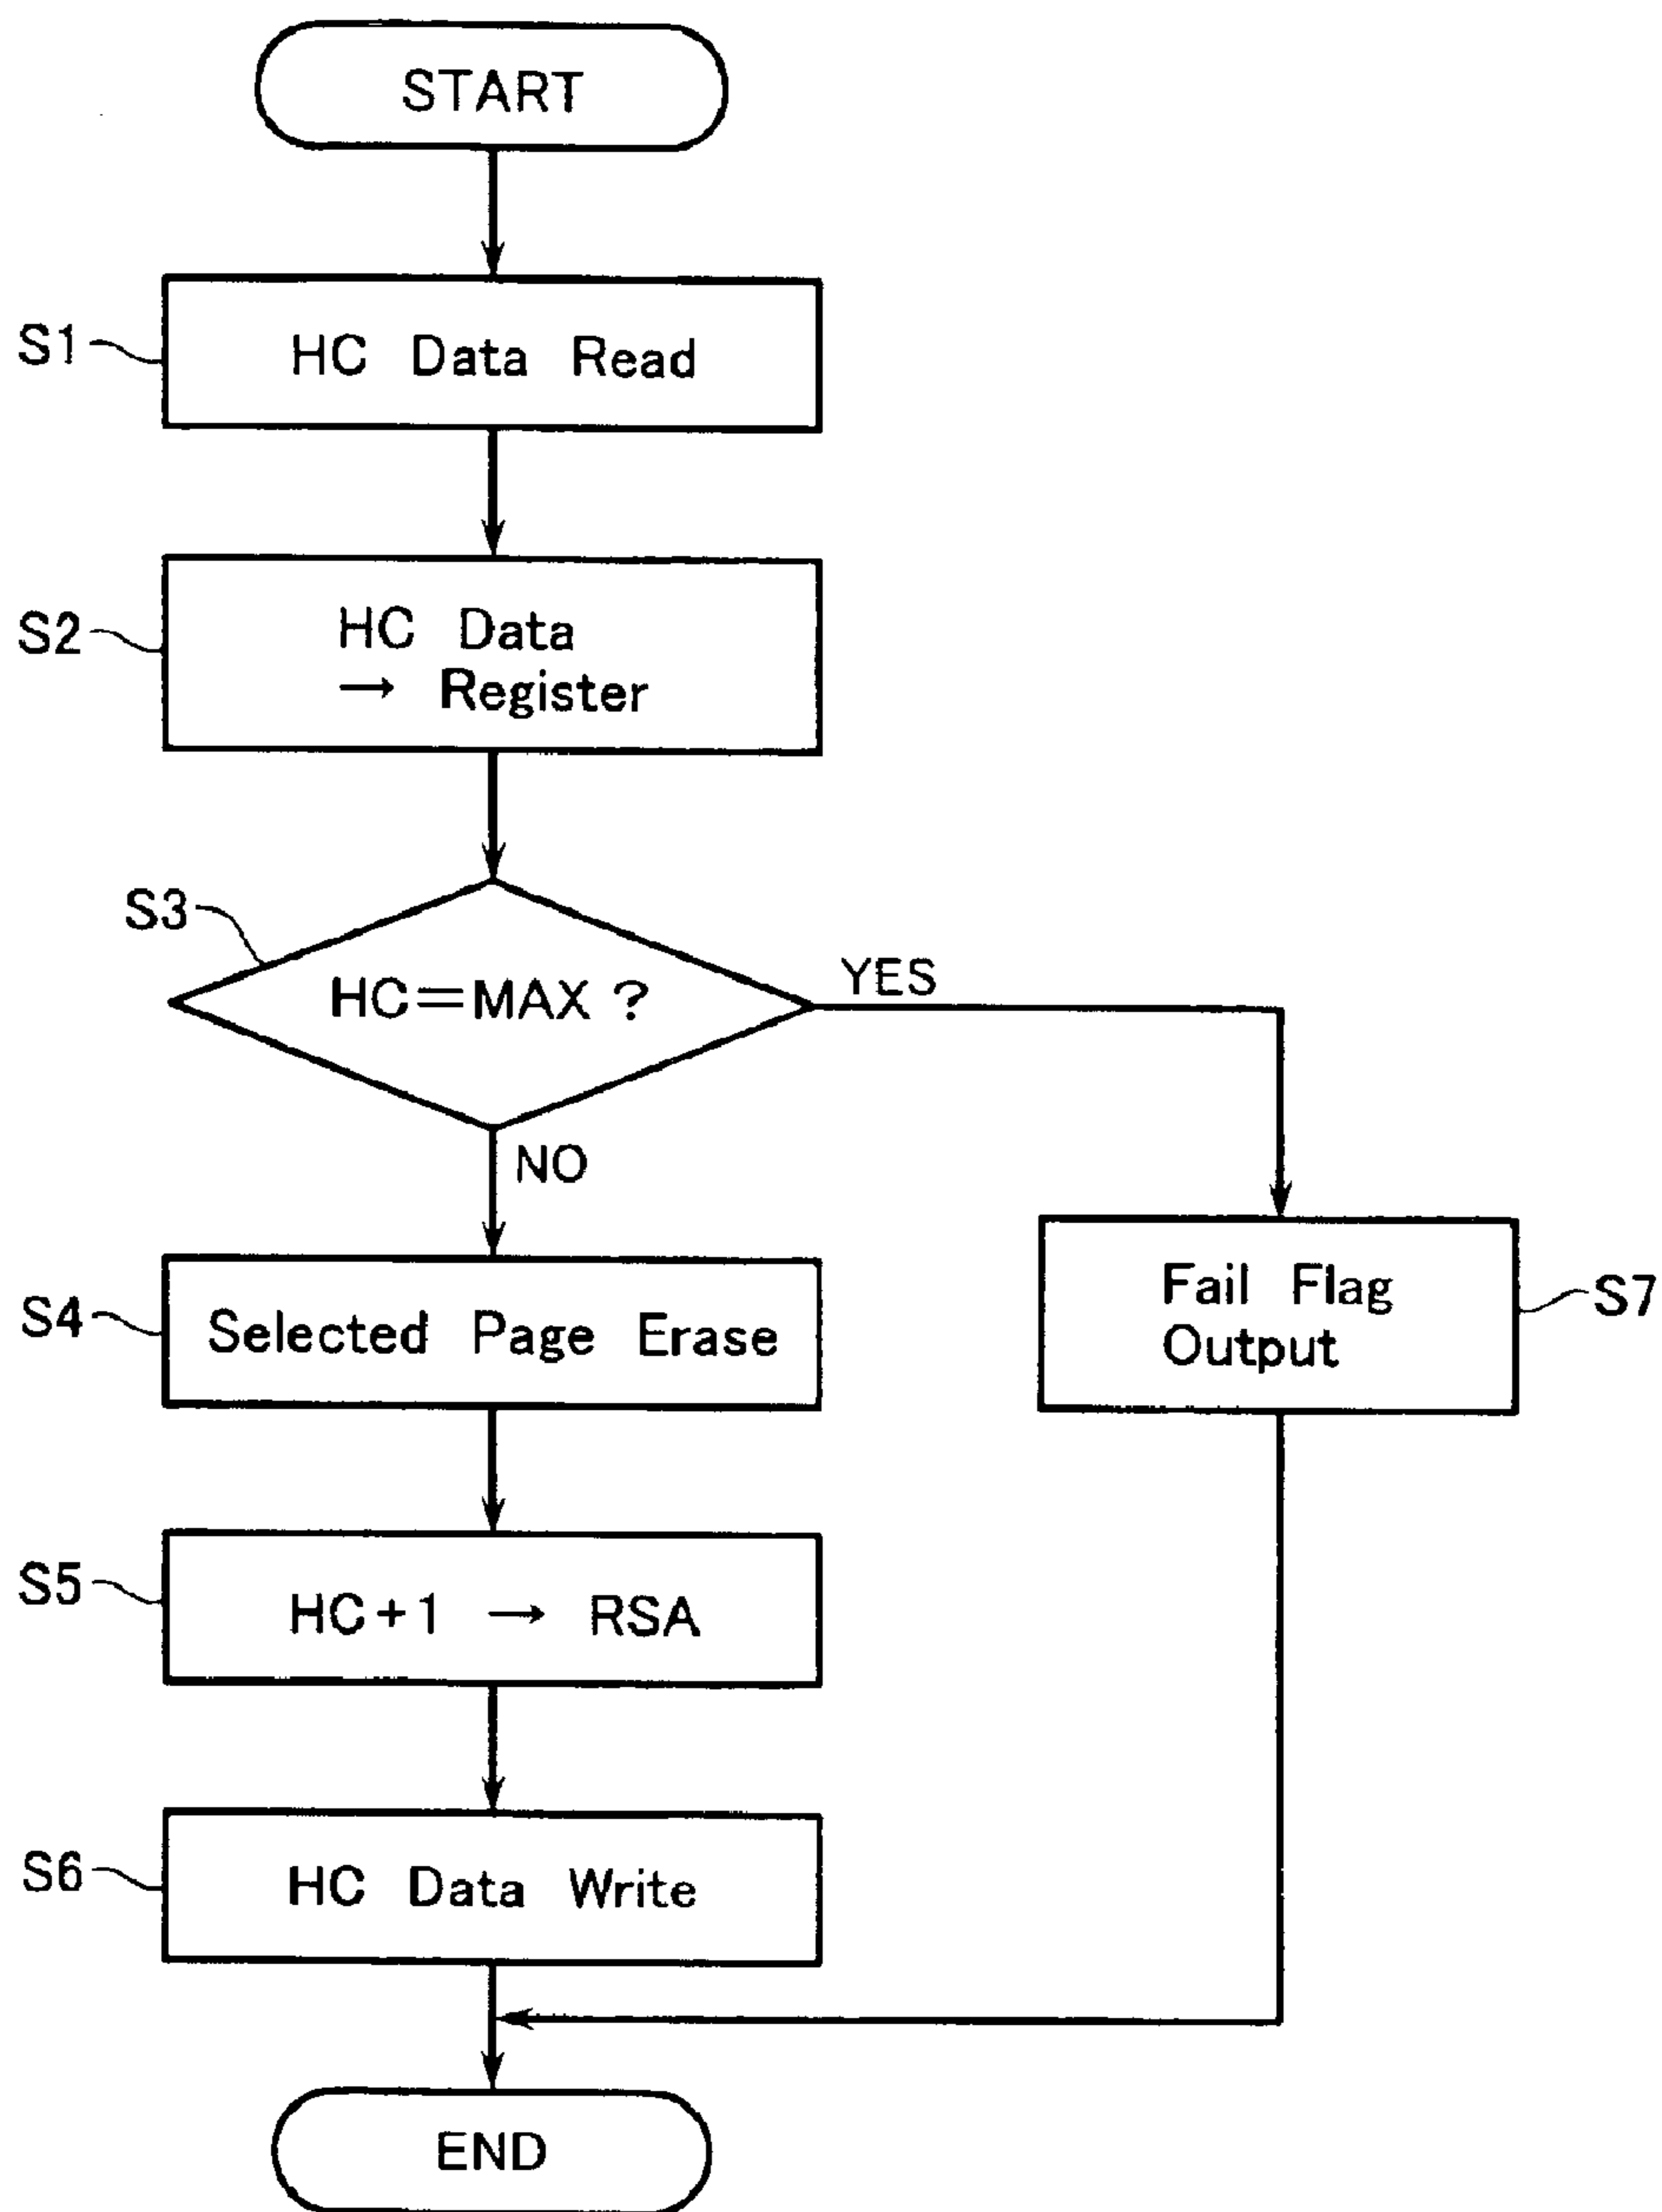 START
S1
HC Data Read
S2
HC Data
→ Register
S3
HC=MAX ?
YES
NO
S4
Selected Page Erase
Fail Flag
Output
S7
S5
HC+1 → RSA
S6
HC Data Write
END